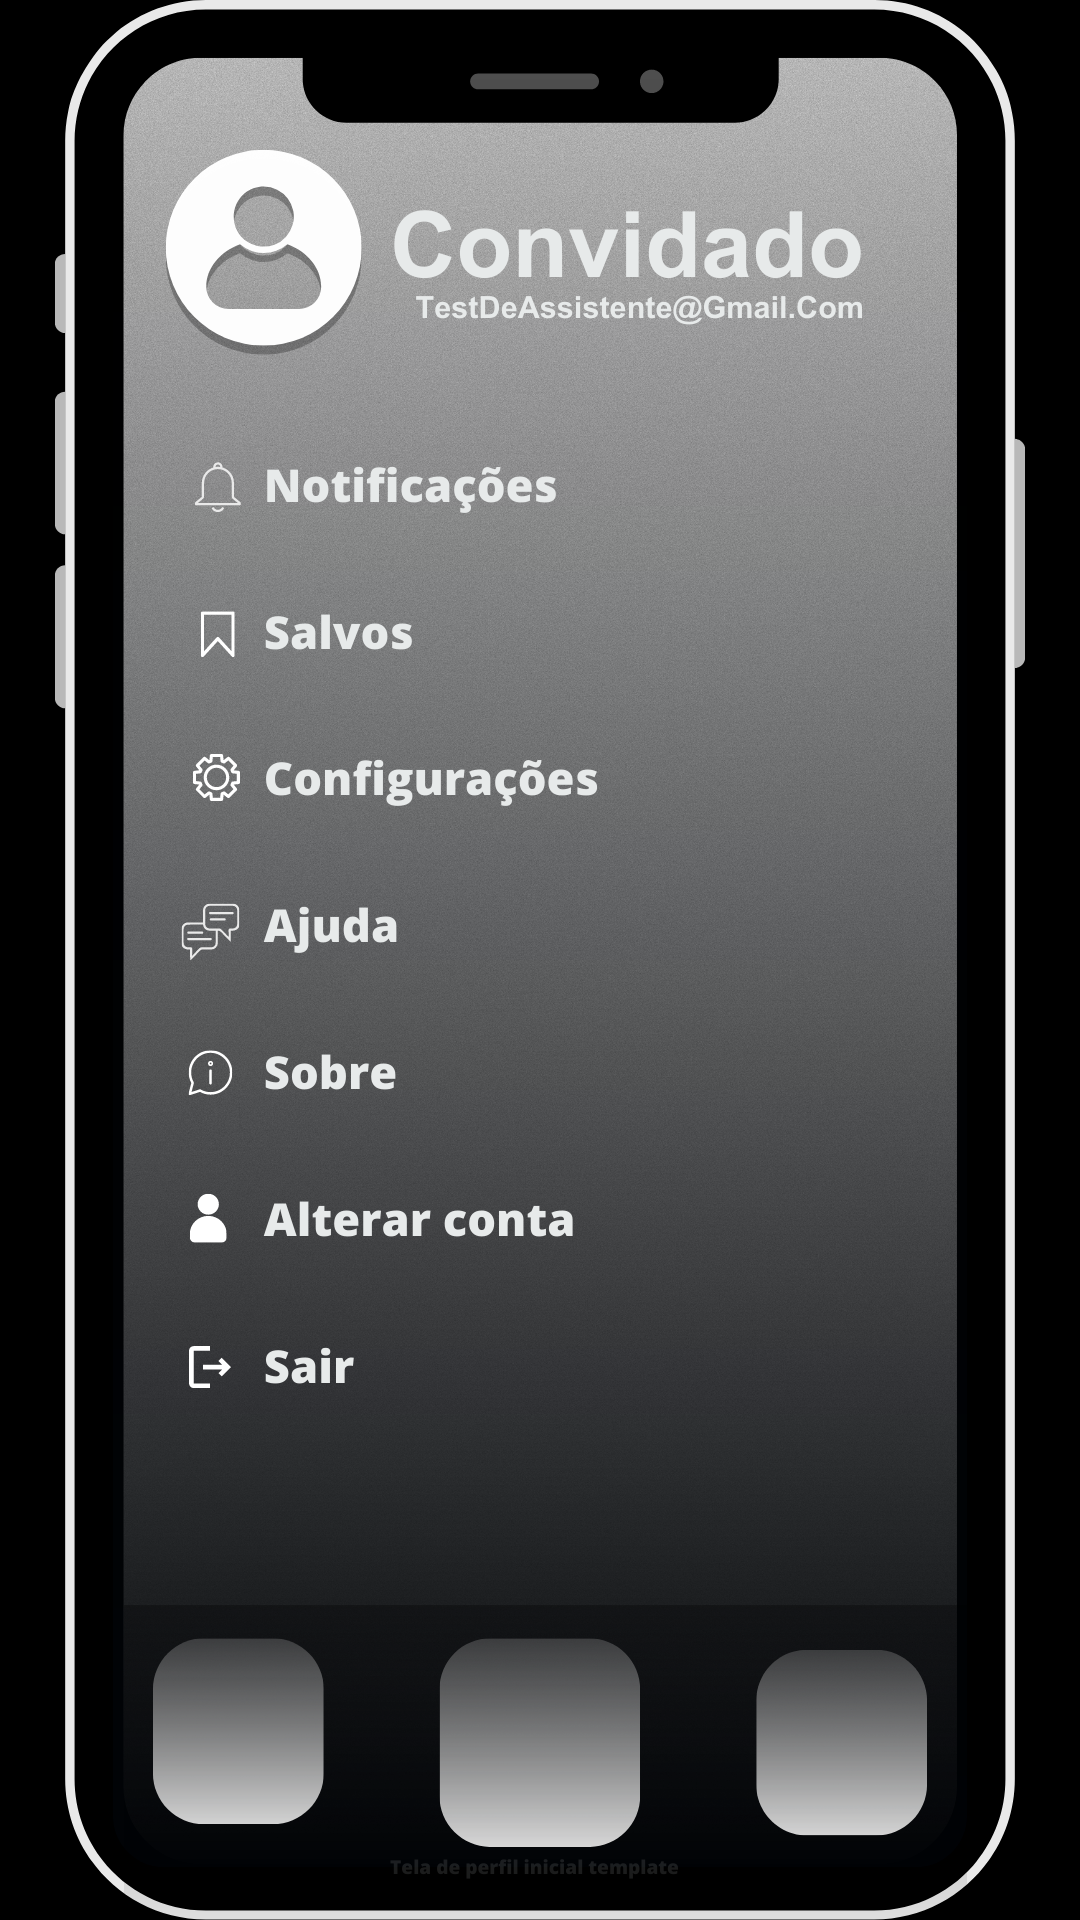 Convidado
TestDeAssistente@Gmail.Com
Notificações
Salvos
Configurações
Ajuda
Sobre
Alterar conta
Sair
Tela de perfil inicial template